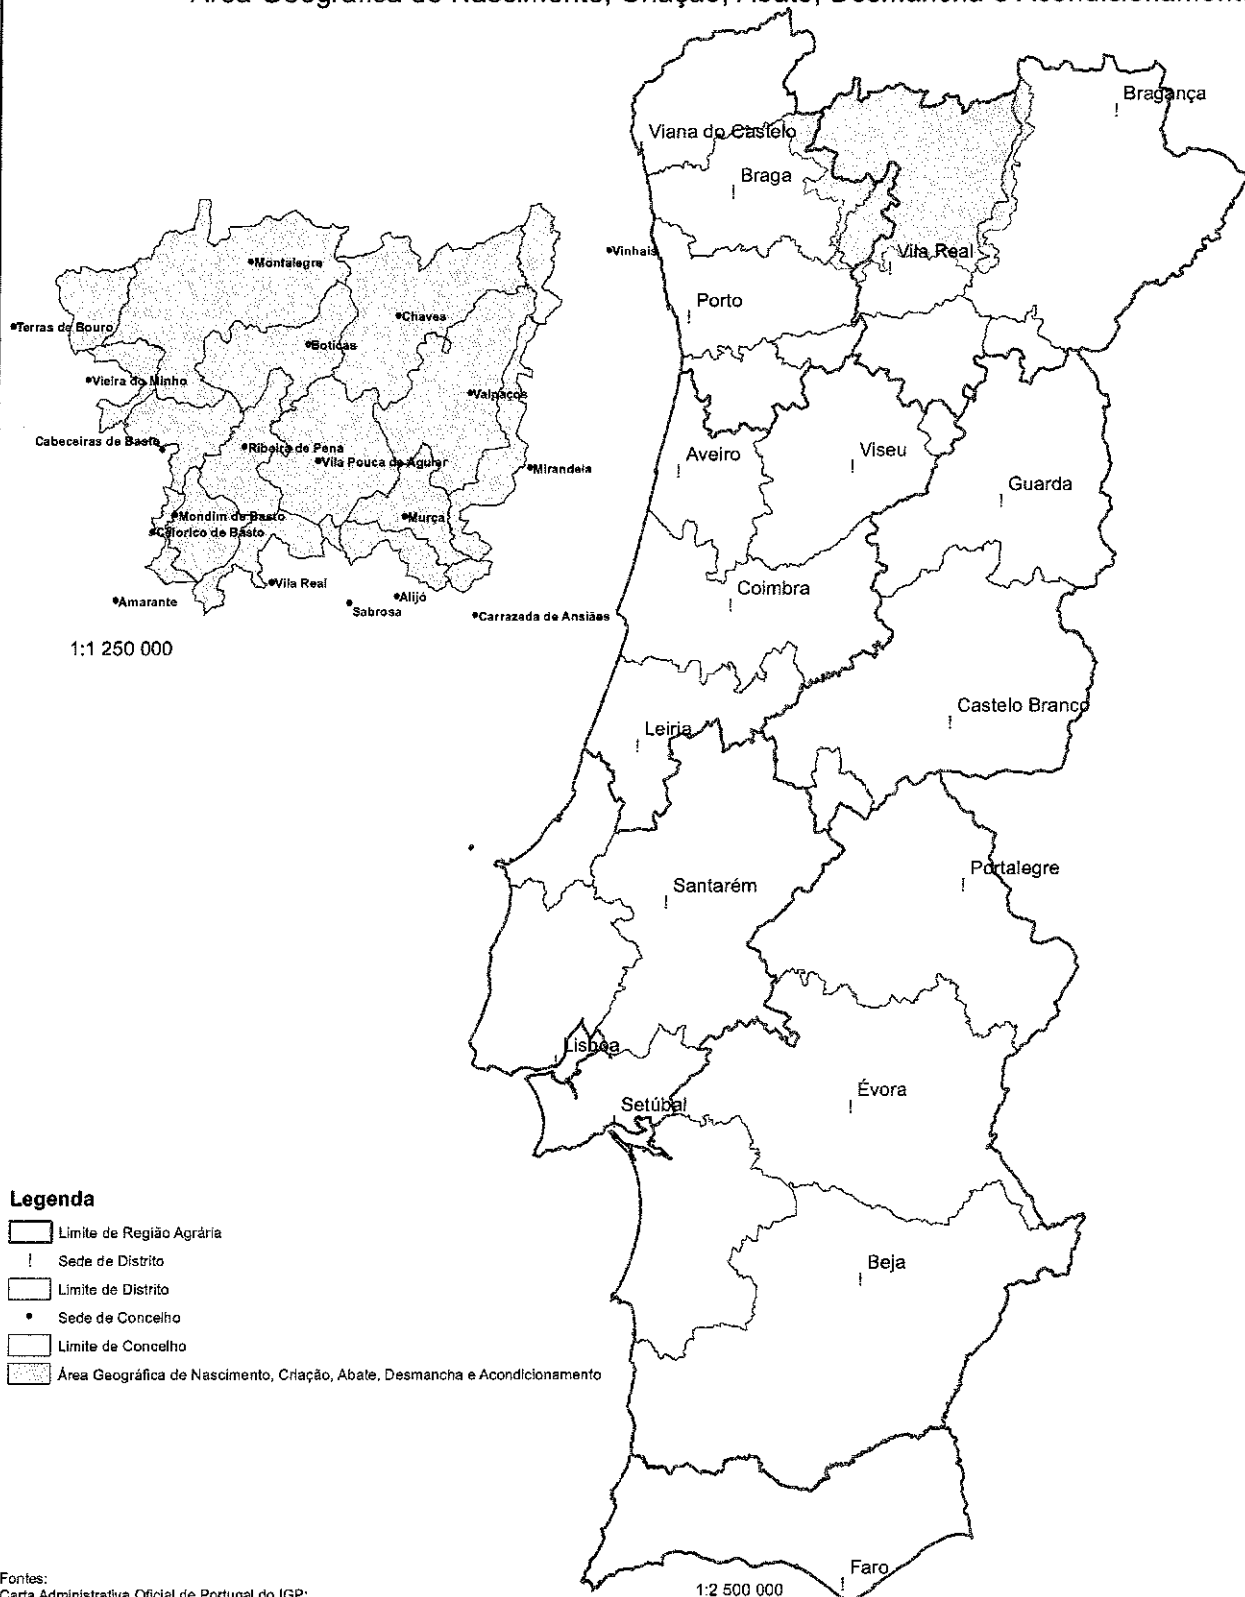 Área Geográfica de Nascimento, Criação, Abate, Desmancha e Acondicionamento
Bragança
Viana do Castelo
Braga
Vinhais
Vila Real
Porto
Montalegre
Chaves
Terras de Bouro
Boticas
Vieira do Minho
Valpaços
Cabeceiras de Basto
Ribeira de Pena
Vila Pouca de Aguiar
Mirandela
Mondim de Basto
Murça
Celorico de Basto
Vila Real
Alijó
Amarante
Sabrosa
Carrazeda de Ansiães
1:1 250 000
Aveiro
Viseu
Guarda
Coimbra
Castelo Branco
Leiria
Portalegre
Santarém
Lisboa
Évora
Setúbal
Beja
Faro
1:2 500 000
Legenda
Limite de Região Agrária
Sede de Distrito
Limite de Distrito
Sede de Concelho
Limite de Concelho
Área Geográfica de Nascimento, Criação, Abate, Desmancha e Acondicionamento
Fontes:
Carta Administrativa Oficial de Portugal do IGP;